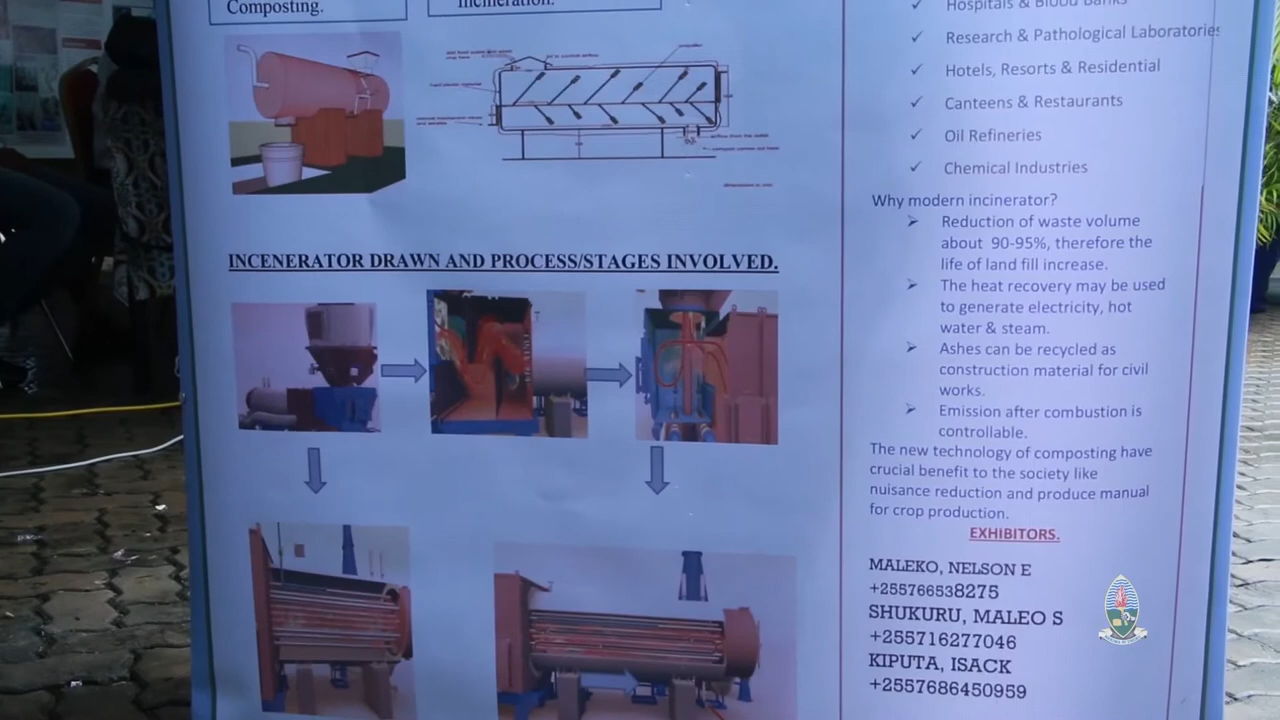 Composting.
Incineration.
INCENERATOR DRAWN AND PROCESS/STAGES INVOLVED.
Hospitals & Blood Banks
Research & Pathological Laboratories
Hotels, Resorts & Residential
Canteens & Restaurants
Oil Refineries
Chemical Industries
Why modern incinerator?
Reduction of waste volume
about 90-95%, therefore the
life of land fill increase.
The heat recovery may be used
to generate electricity, hot
water & steam.
Ashes can be recycled as
construction material for civil
works.
Emission after combustion is
controllable.
The new technology of composting have
crucial benefit to the society like
nuisance reduction and produce manual
for crop production.
EXHIBITORS.
MALEKO, NELSON E
+255766538275
SHUKURU, MALEO S
+255716277046
KIPUTA, ISACK
+2557686450959